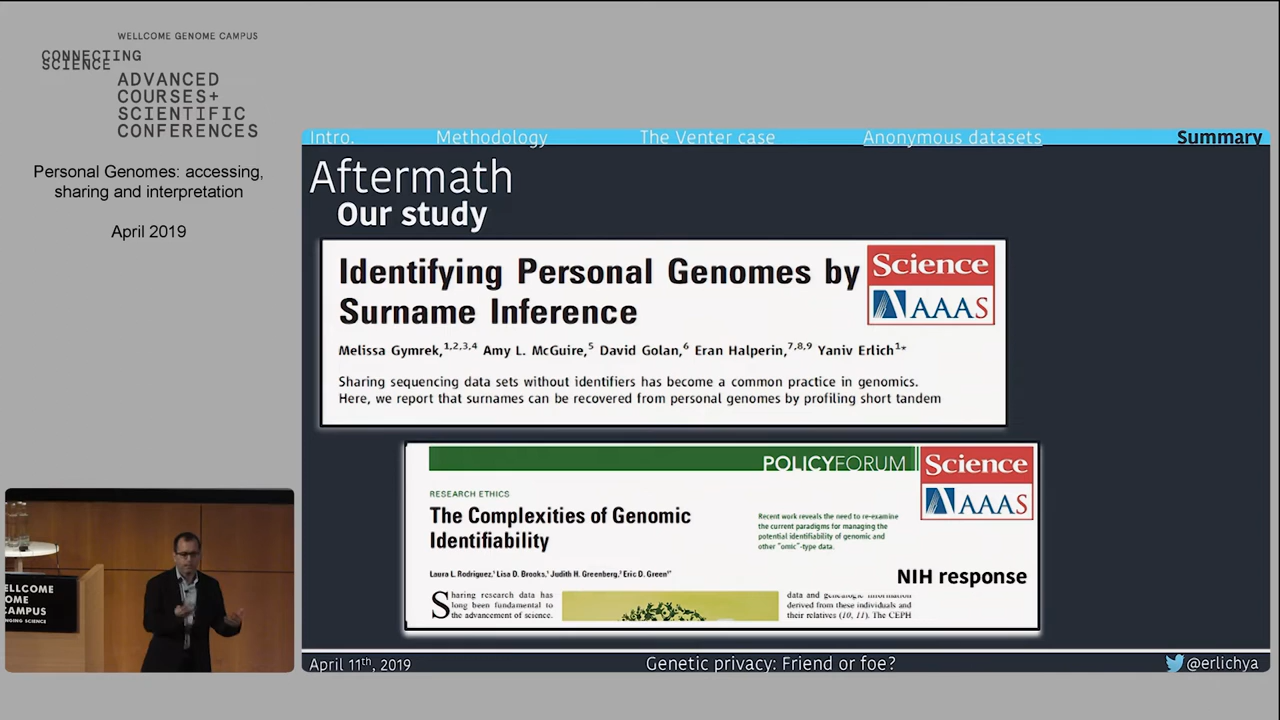 WELLCOME GENOME CAMPUS
CONNECTING
SCIENCE
ADVANCED
COURSES+
SCIENTIFIC
CONFERENCES
Personal Genomes: accessing,
sharing and interpretation
April 2019
Intro. Methodology The Venter case Anonymous datasets Summary
Aftermath
Our study
Identifying Personal Genomes by
Surname Inference
Science
AAAS
Melissa Gymrek,1,2,3,4 Amy L. McGuire,5 David Golan,6 Eran Halperin,7,8,9 Yaniv Erlich1*
Sharing sequencing data sets without identifiers has become a common practice in genomics.
Here, we report that surnames can be recovered from personal genomes by profiling short tandem
POLICYFORUM
Science
AAAS
RESEARCH ETHICS
The Complexities of Genomic
Identifiability
Recent work reveals the need to re-examine
the current paradigms for managing the
potential identifiability of genomic and
other "omic"-type data.
Laura L. Rodriguez,1 Lisa D. Brooks,1 Judith H. Greenberg,2 Eric D. Green1*
NIH response
Sharing research data has
long been fundamental to
the advancement of science.
data and genealogic information
derived from these individuals and
their relatives (10, 11). The CEPH
ELLCOME
OME
AMPUS
NGING SCIENCE
April 11th, 2019 Genetic privacy: Friend or foe? @erlichya